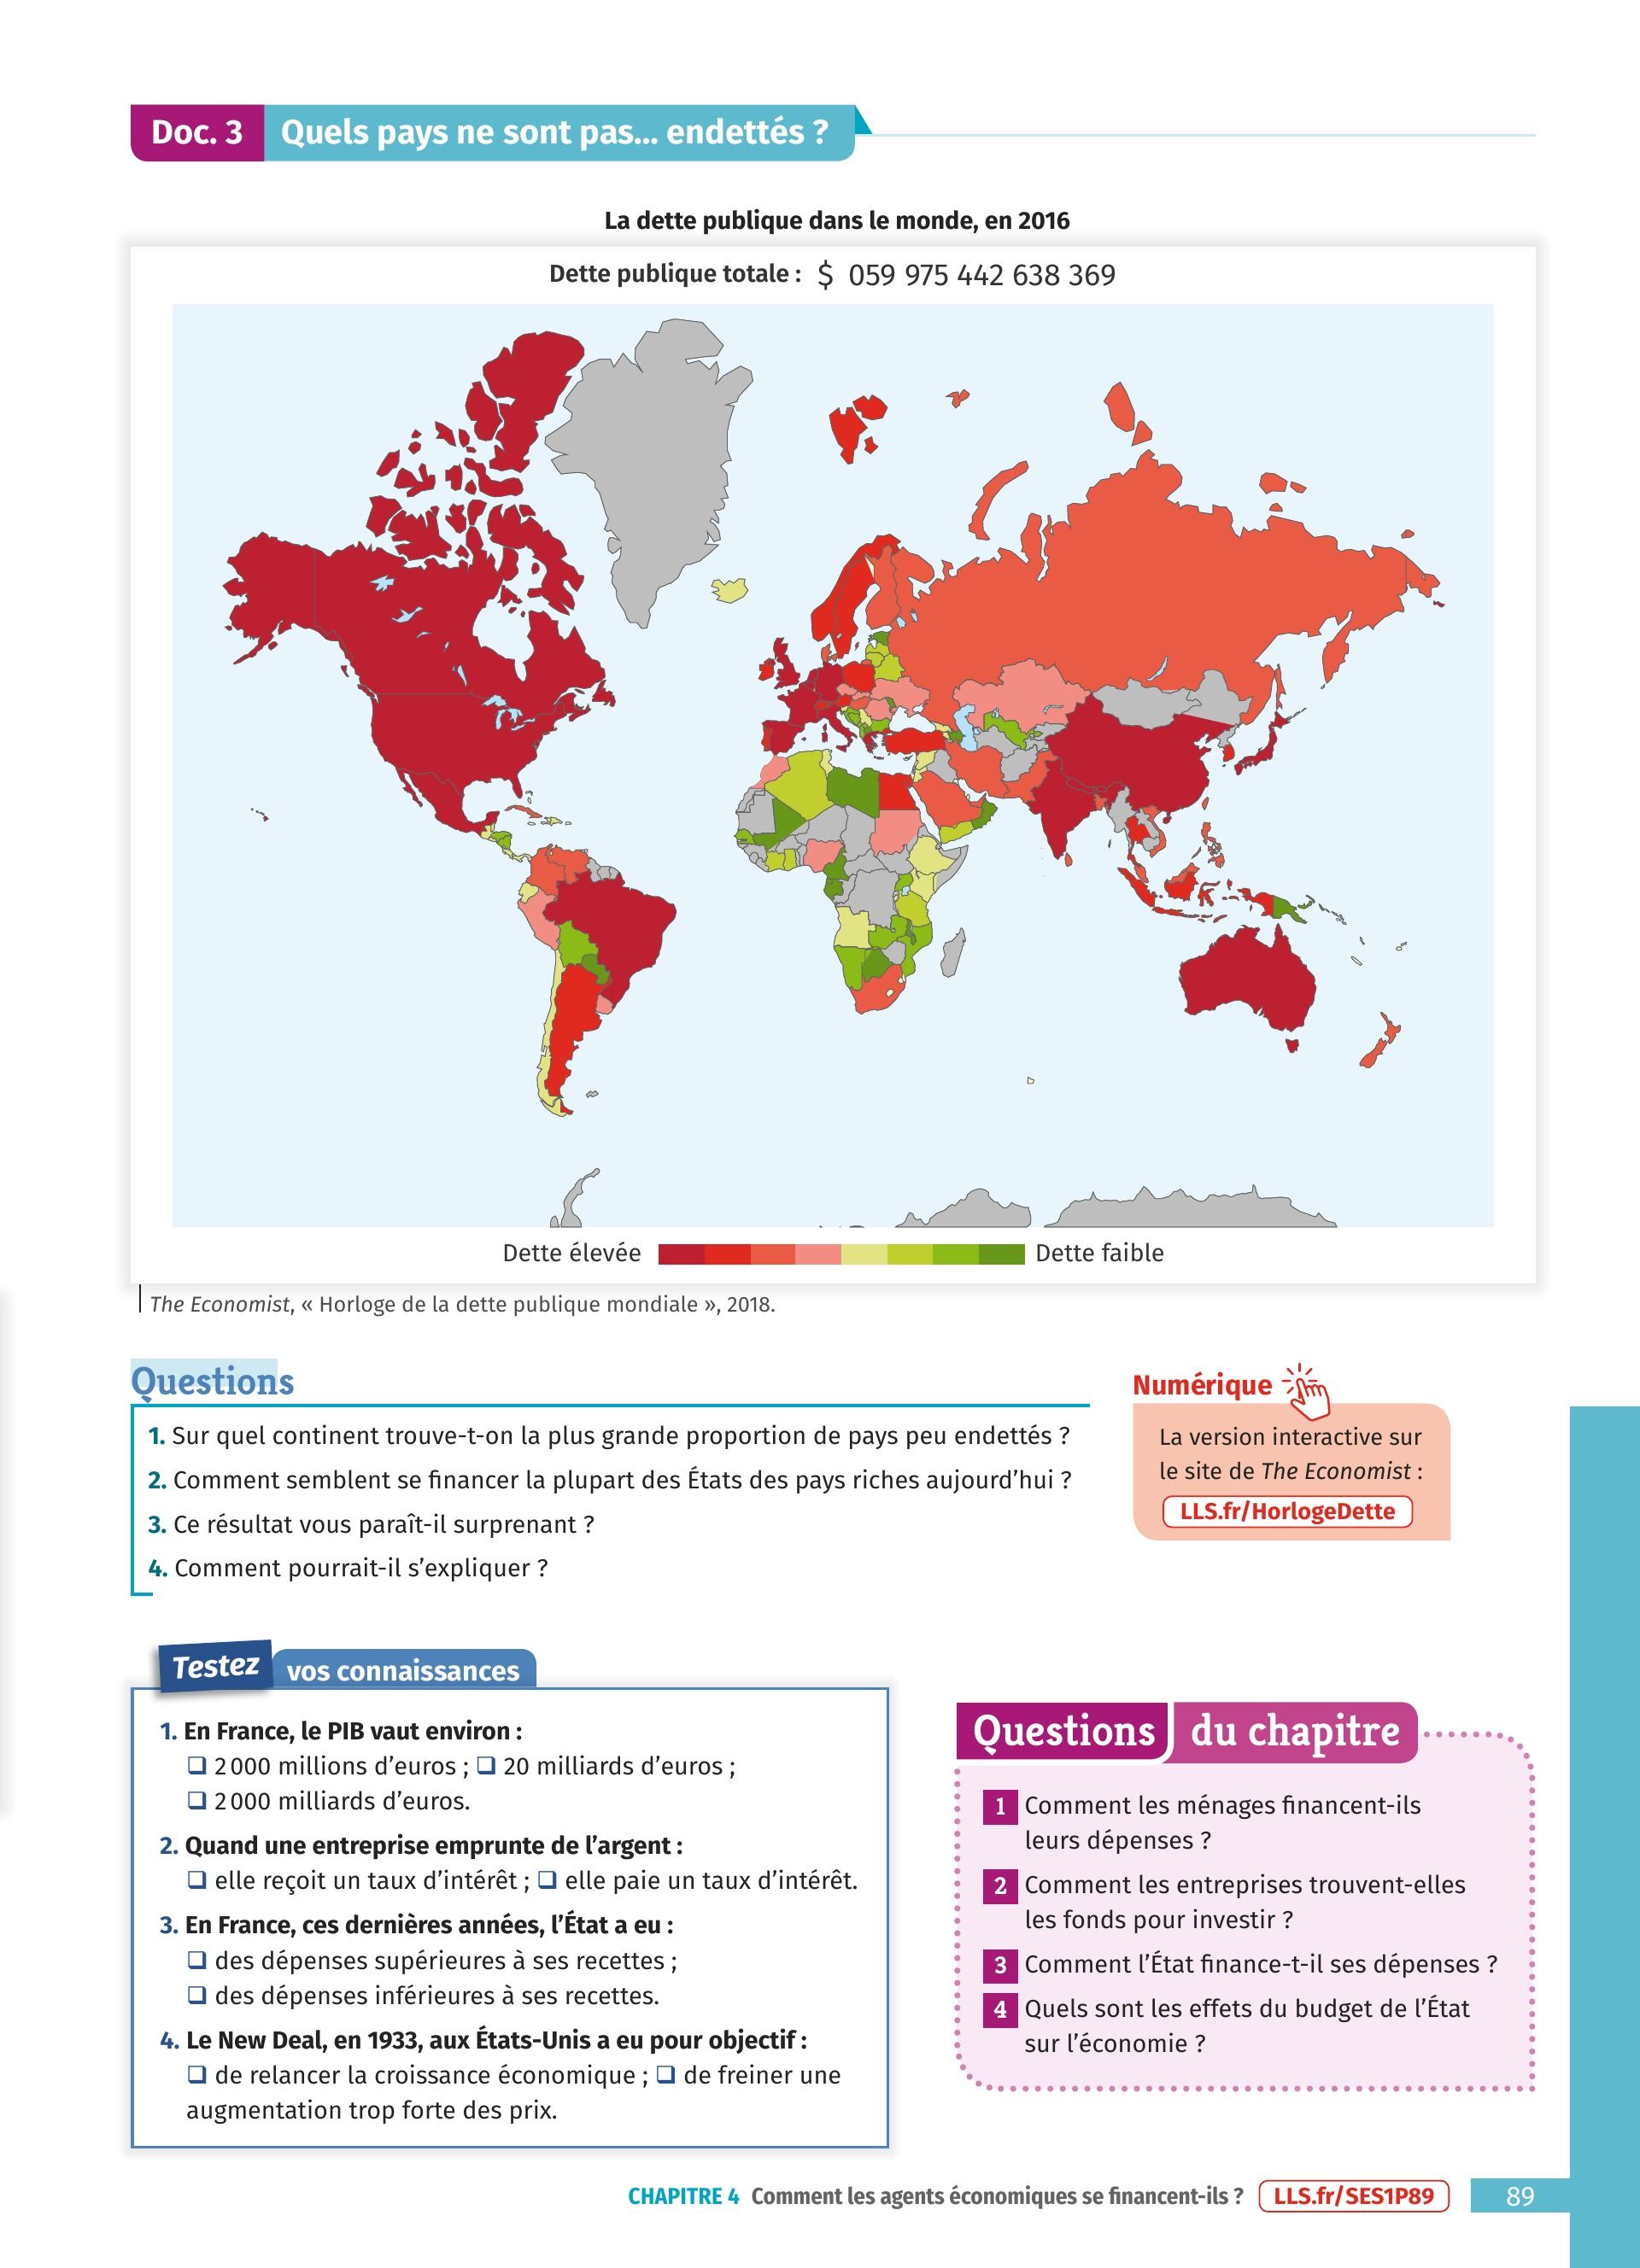 Doc. 3 Quels pays ne sont pas... endettés ?
La dette publique dans le monde, en 2016
Dette publique totale : $ 059 975 442 638 369
Dette élevée Dette faible
The Economist, « Horloge de la dette publique mondiale », 2018.
Questions
1. Sur quel continent trouve-t-on la plus grande proportion de pays peu endettés ?
2. Comment semblent se financer la plupart des États des pays riches aujourd’hui ?
3. Ce résultat vous paraît-il surprenant ?
4. Comment pourrait-il s’expliquer ?
Numérique
La version interactive sur
le site de The Economist :
LLS.fr/HorlogeDette
Testez vos connaissances
1. En France, le PIB vaut environ :
❏ 2 000 millions d’euros ; ❏ 20 milliards d’euros ;
❏ 2 000 milliards d’euros.
2. Quand une entreprise emprunte de l’argent :
❏ elle reçoit un taux d’intérêt ; ❏ elle paie un taux d’intérêt.
3. En France, ces dernières années, l’État a eu :
❏ des dépenses supérieures à ses recettes ;
❏ des dépenses inférieures à ses recettes.
4. Le New Deal, en 1933, aux États-Unis a eu pour objectif :
❏ de relancer la croissance économique ; ❏ de freiner une
augmentation trop forte des prix.
Questions du chapitre
1 Comment les ménages financent-ils
leurs dépenses ?
2 Comment les entreprises trouvent-elles
les fonds pour investir ?
3 Comment l’État finance-t-il ses dépenses ?
4 Quels sont les effets du budget de l’État
sur l’économie ?
CHAPITRE 4 Comment les agents économiques se financent-ils ? LLS.fr/SES1P89 89